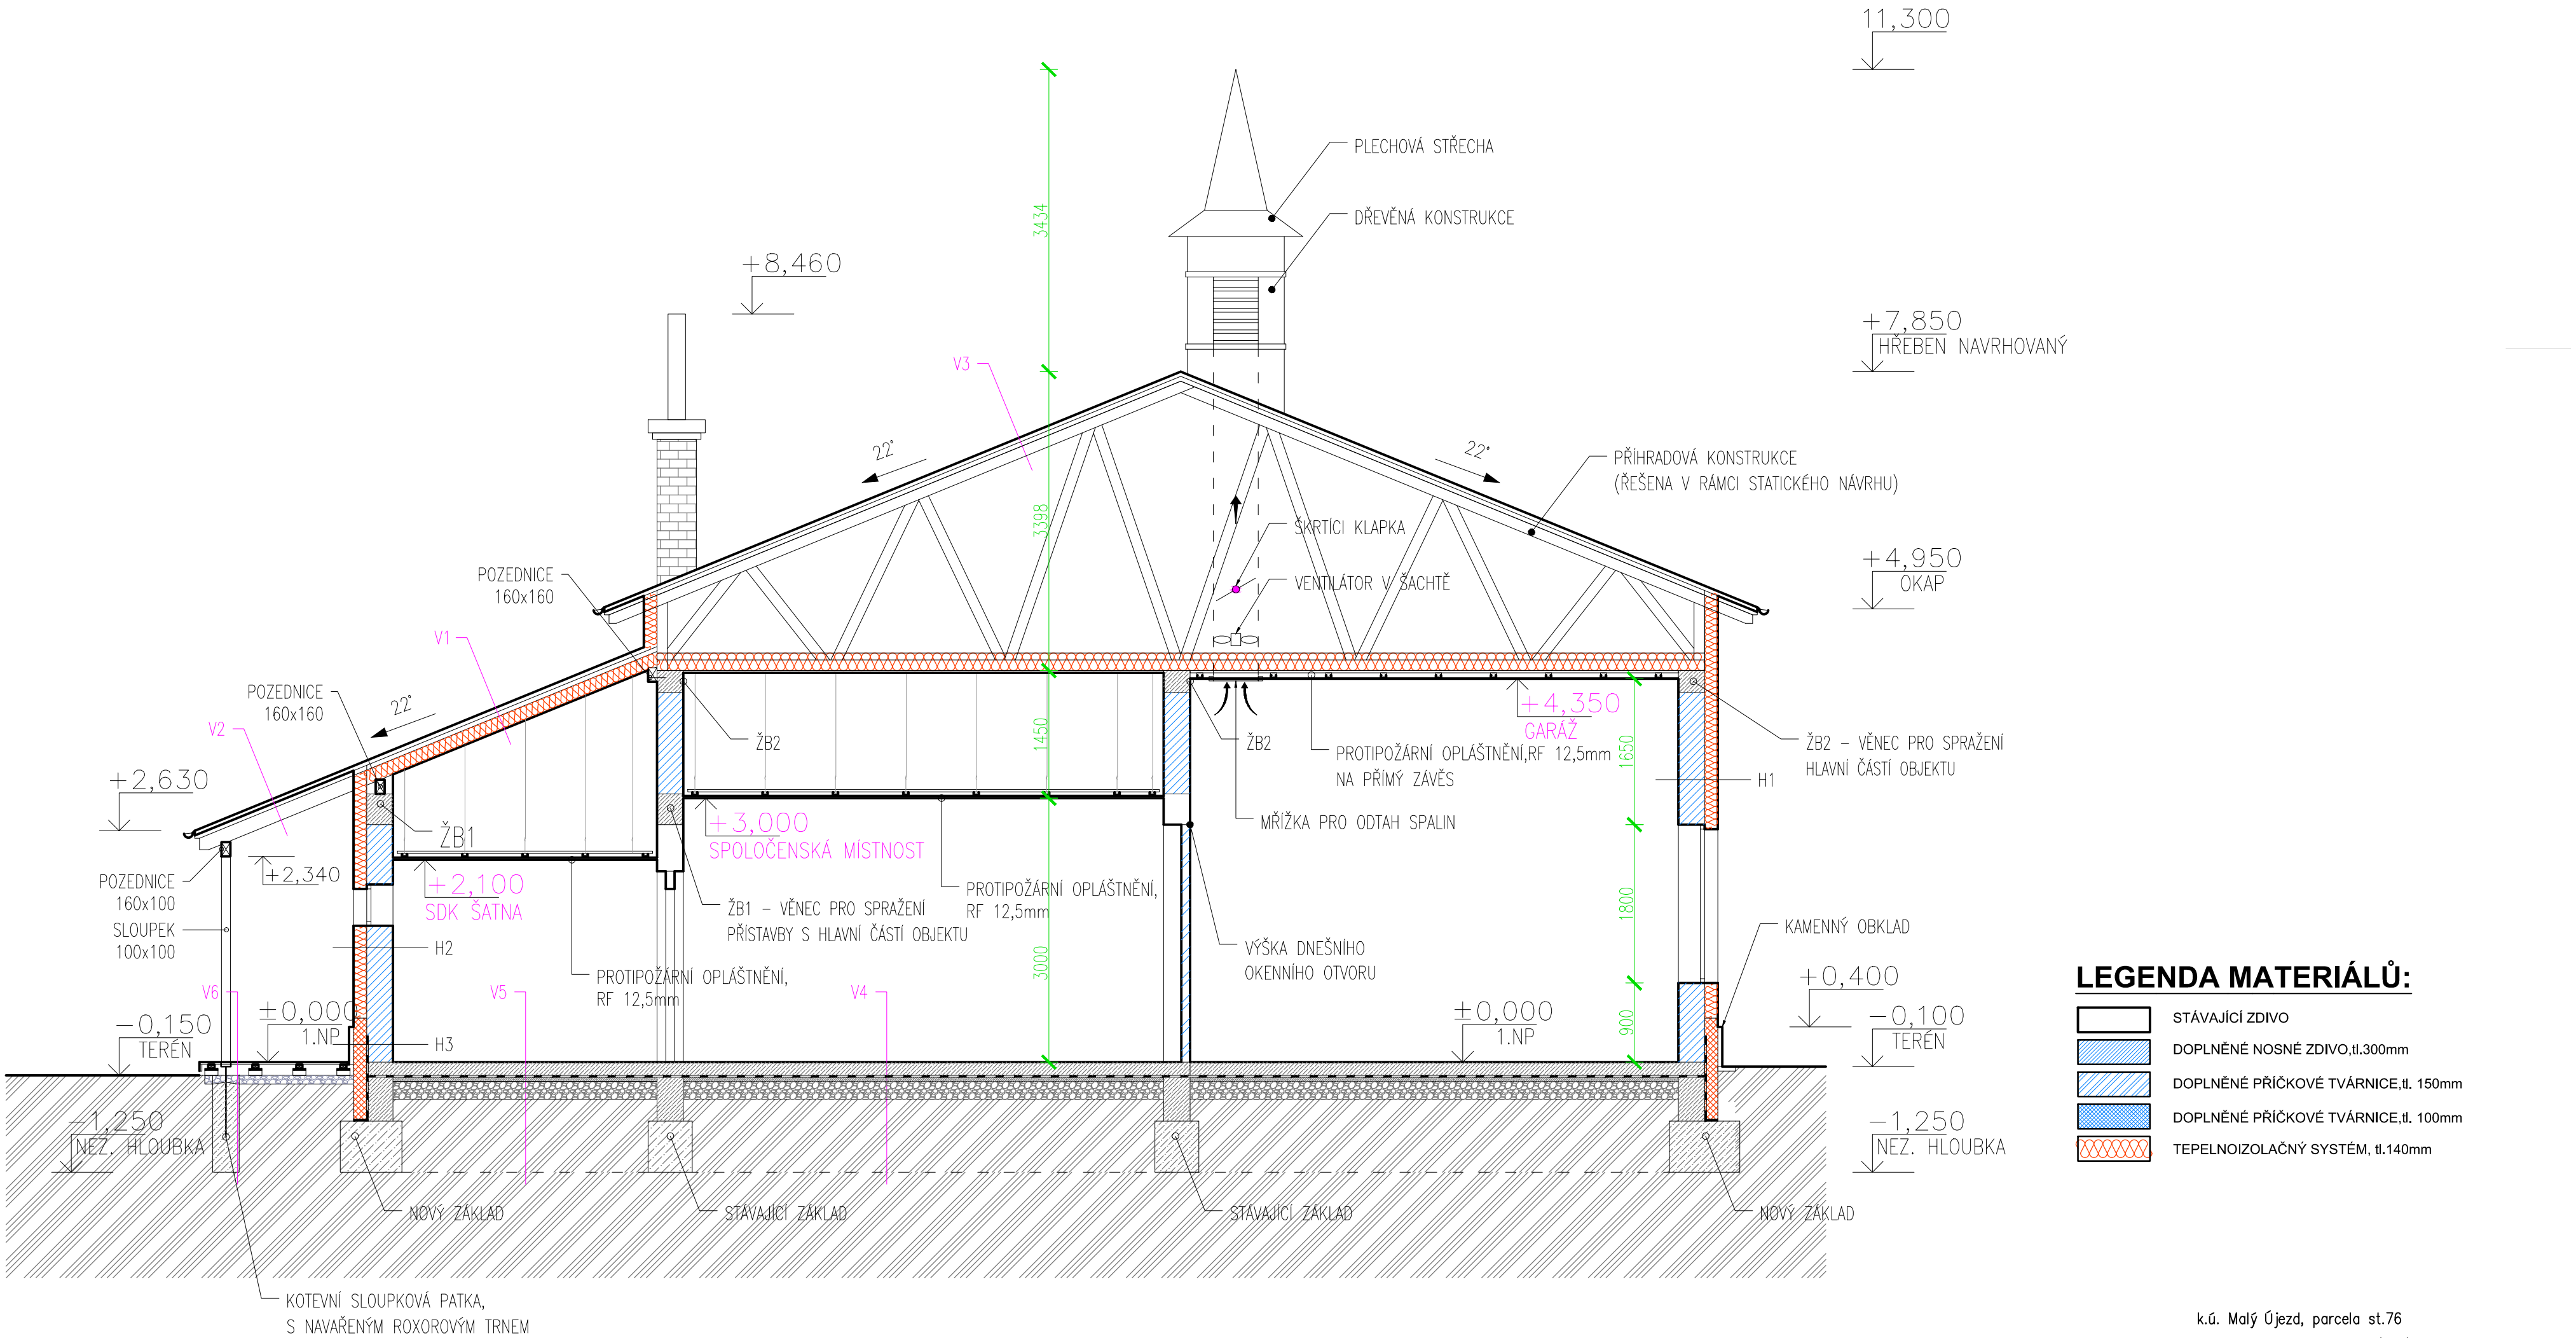 11,300
PLECHOVÁ STŘECHA
DŘEVĚNÁ KONSTRUKCE
3434
+8,460
+7,850
HŘEBEN NAVRHOVANÝ
V3
22°
22°
PŘÍHRADOVÁ KONSTRUKCE
(ŘEŠENA V RÁMCI STATICKÉHO NÁVRHU)
3398
ŠKRTÍCI KLAPKA
VENTILÁTOR V ŠACHTĚ
+4,950
OKAP
POZEDNICE
160x160
V1
POZEDNICE
160x160
22°
V2
+2,630
ŽB2
1450
ŽB2
+4,350
GARÁŽ
PROTIPOŽÁRNÍ OPLÁŠTNĚNÍ,RF 12,5mm
NA PŘÍMÝ ZÁVĚS
1650
ŽB2 – VĚNEC PRO SPRAŽENÍ
HLAVNÍ ČÁSTÍ OBJEKTU
H1
ŽB1
+3,000
SPOLOČENSKÁ MÍSTNOST
MŘÍŽKA PRO ODTAH SPALIN
+2,340
POZEDNICE
160x100
+2,100
SDK ŠATNA
PROTIPOŽÁRNÍ OPLÁŠTNĚNÍ,
RF 12,5mm
ŽB1 – VĚNEC PRO SPRAŽENÍ
PŘÍSTAVBY S HLAVNÍ ČÁSTÍ OBJEKTU
1800
SLOUPEK
100x100
H2
KAMENNÝ OBKLAD
VÝŠKA DNEŠNÍHO
OKENNÍHO OTVORU
3000
PROTIPOŽÁRNÍ OPLÁŠTNĚNÍ,
RF 12,5mm
V6
V5
V4
+0,400
±0,000
1.NP
±0,000
1.NP
900
-0,150
TERÉN
-0,100
TERÉN
H3
-1,250
NEZ. HLOUBKA
-1,250
NEZ. HLOUBKA
NOVÝ ZÁKLAD
STÁVAJÍCÍ ZÁKLAD
STÁVAJÍCÍ ZÁKLAD
NOVÝ ZÁKLAD
KOTEVNÍ SLOUPKOVÁ PATKA,
S NAVAŘENÝM ROXOROVÝM TRNEM
LEGENDA MATERIÁLŮ:
STÁVAJÍCÍ ZDIVO
DOPLNĚNÉ NOSNÉ ZDIVO,tl.300mm
DOPLNĚNÉ PŘÍČKOVÉ TVÁRNICE,tl. 150mm
DOPLNĚNÉ PŘÍČKOVÉ TVÁRNICE,tl. 100mm
TEPELNOIZOLAČNÝ SYSTÉM, tl.140mm
k.ú. Malý Újezd, parcela st.76